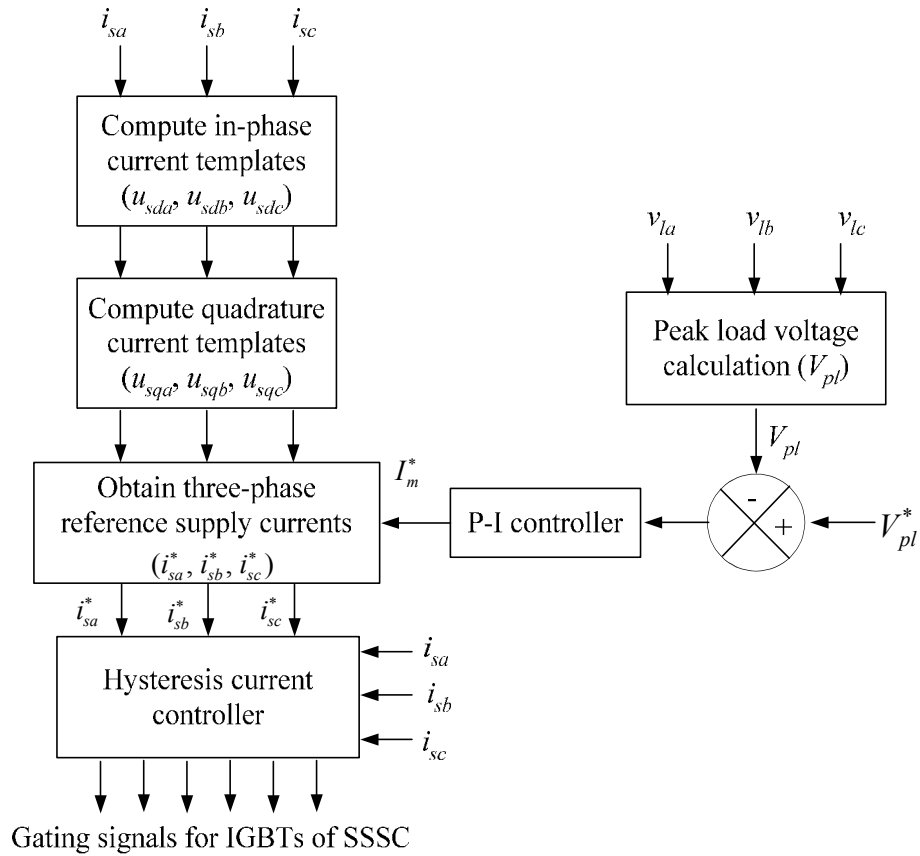 i_sa i_sb i_sc
Compute in-phase
current templates
(u_sda, u_sdb, u_sdc)
Compute quadrature
current templates
(u_sqa, u_sqb, u_sqc)
v_la v_lb v_lc
Peak load voltage
calculation (V_pl)
V_pl
-
+
V*_pl
P-I controller
I*_m
Obtain three-phase
reference supply currents
(i*_sa, i*_sb, i*_sc)
i*_sa i*_sb i*_sc
Hysteresis current
controller
i_sa
i_sb
i_sc
Gating signals for IGBTs of SSSC